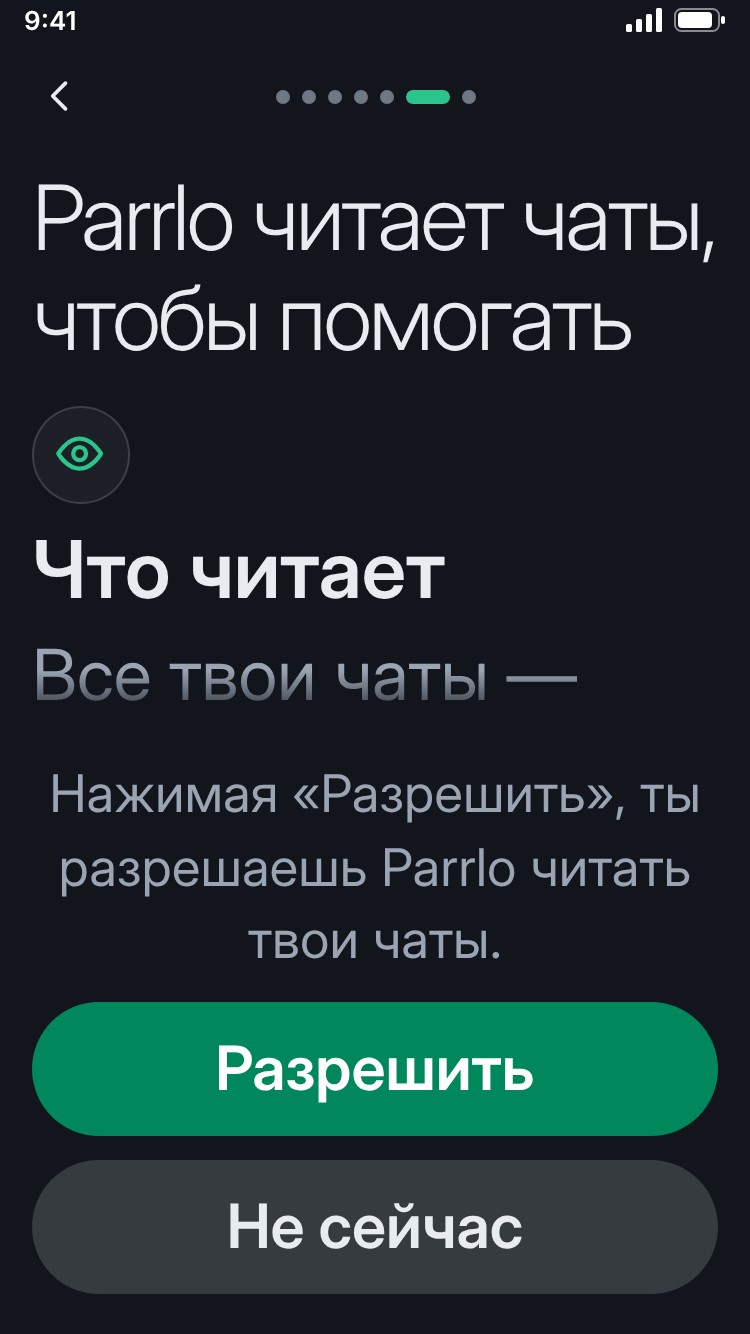 9:41
Parrlo читает чаты,
чтобы помогать
Что читает
Все твои чаты —
Нажимая «Разрешить», ты
разрешаешь Parrlo читать
твои чаты.
Разрешить
Не сейчас